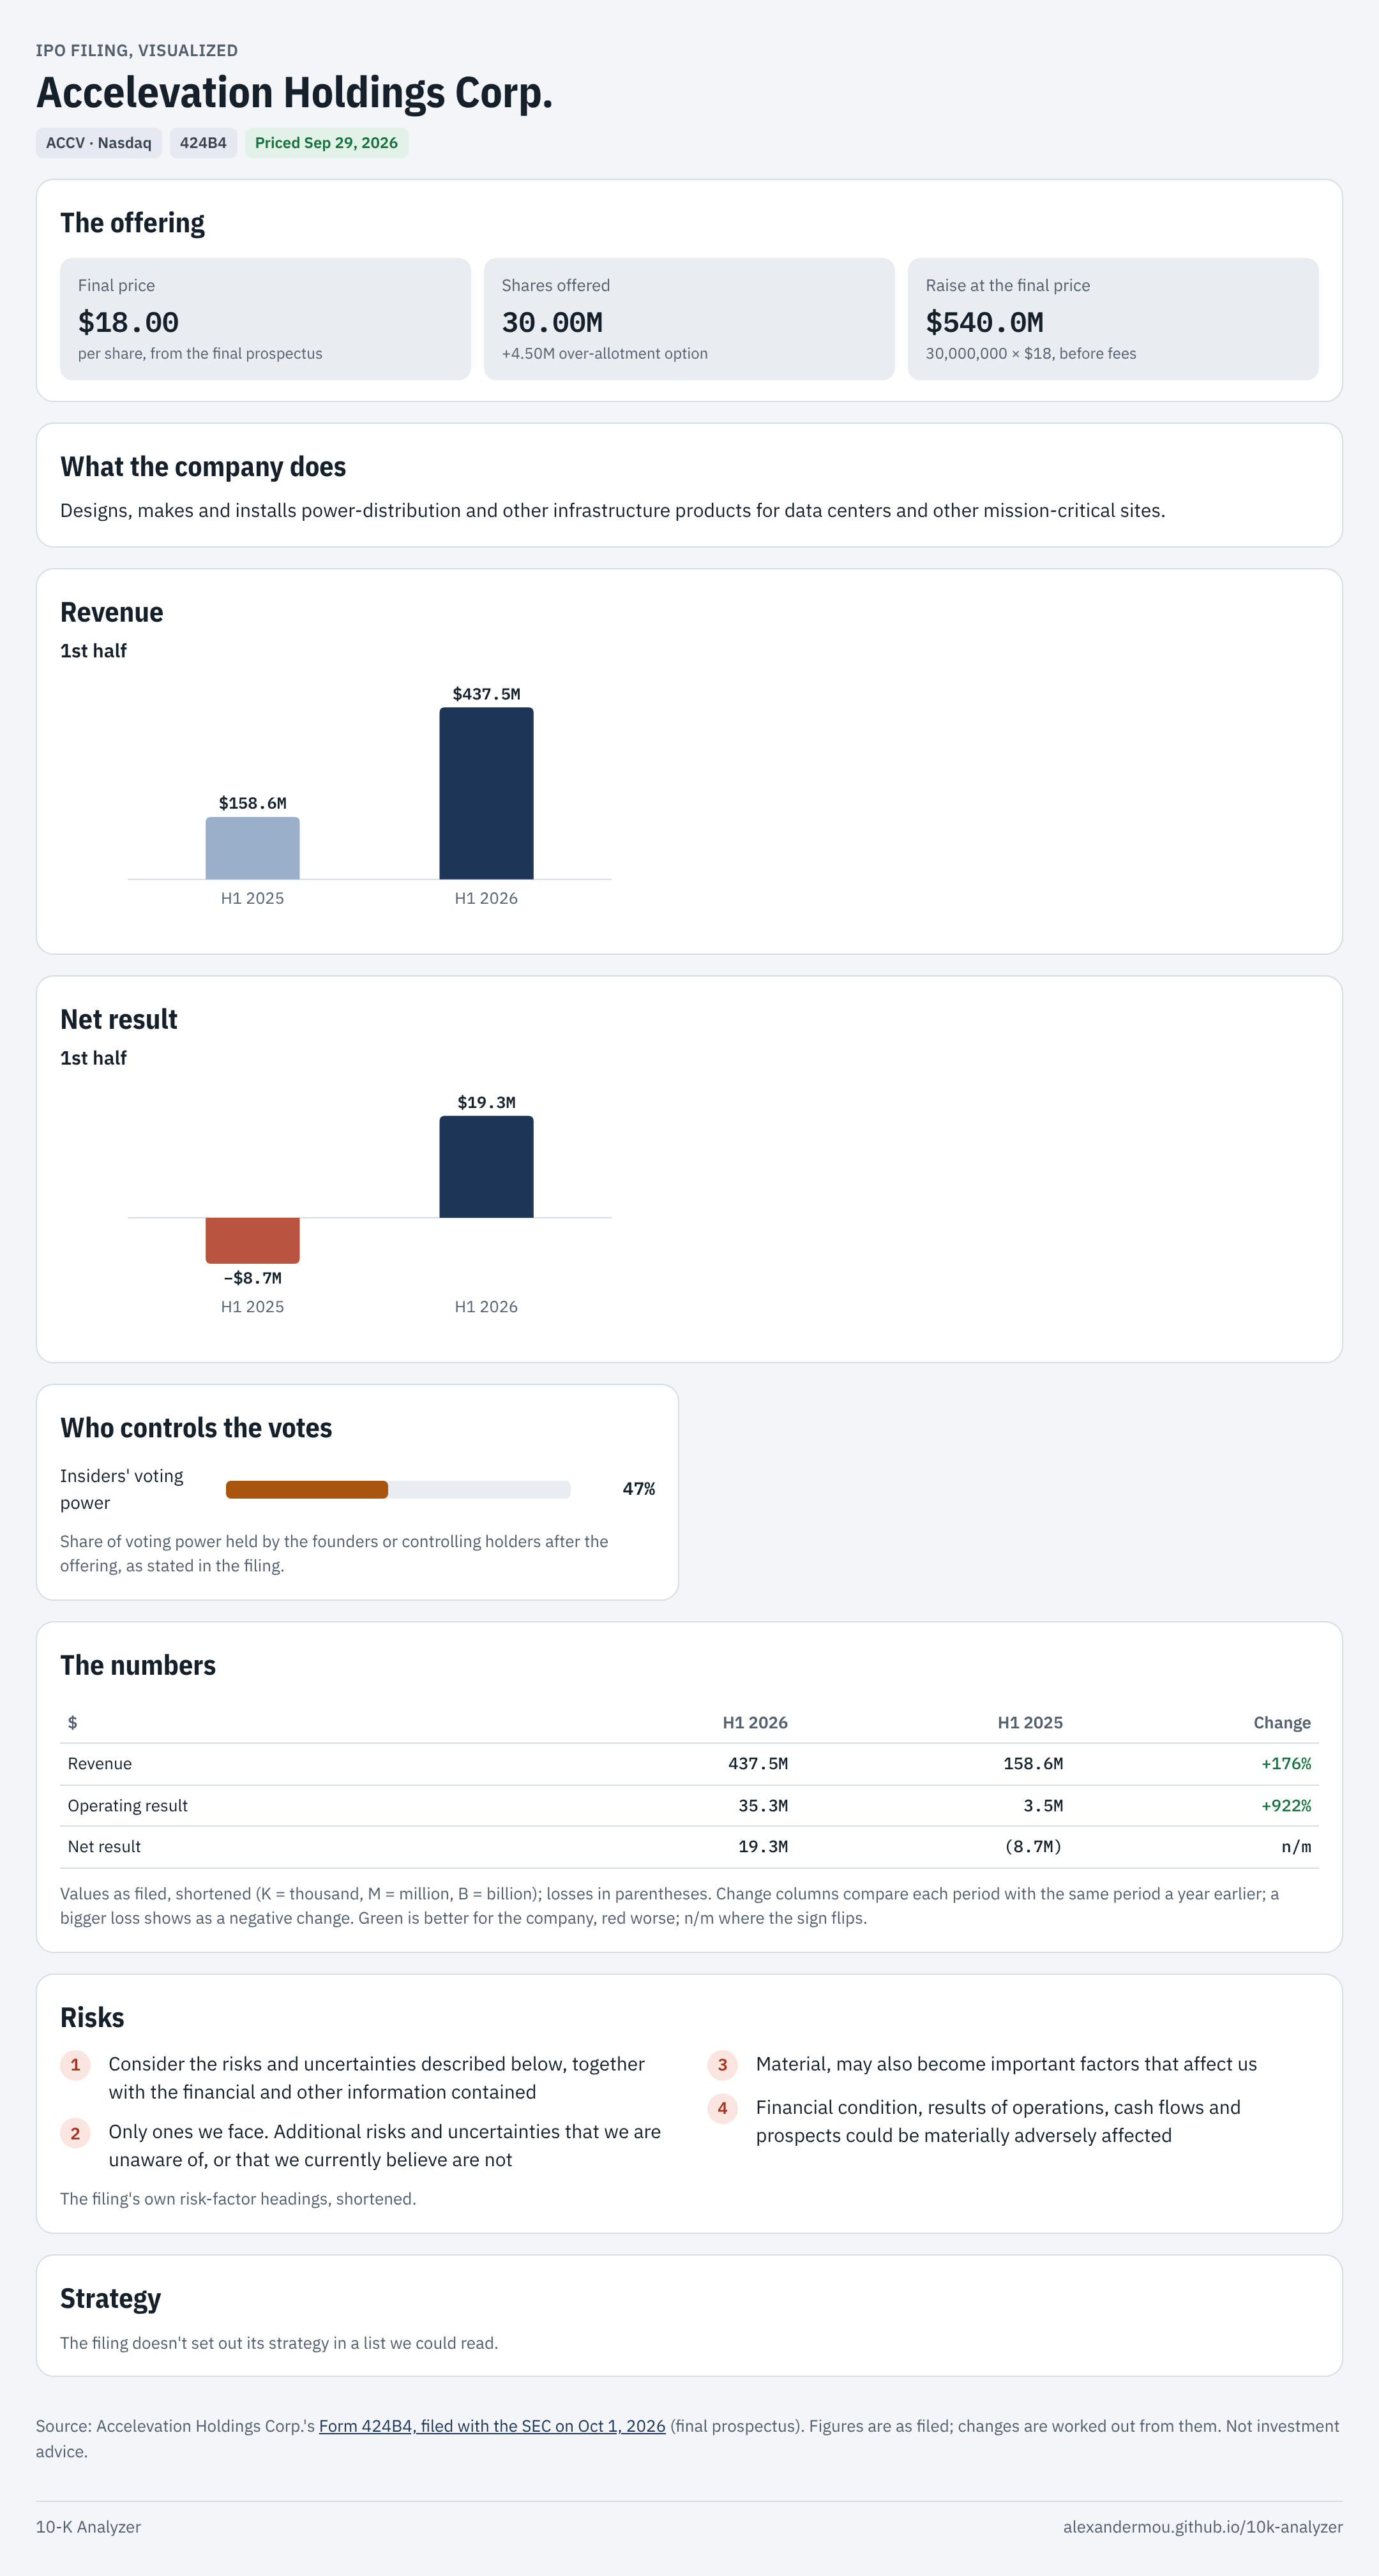 IPO FILING, VISUALIZED
Accelevation Holdings Corp.
ACCV · Nasdaq
424B4
Priced Sep 29, 2026
The offering
Final price
$18.00
per share, from the final prospectus
Shares offered
30.00M
+4.50M over-allotment option
Raise at the final price
$540.0M
30,000,000 × $18, before fees
What the company does
Designs, makes and installs power-distribution and other infrastructure products for data centers and other mission-critical sites.
Revenue
1st half
$437.5M
$158.6M
H1 2025 H1 2026
Net result
1st half
$19.3M
−$8.7M
H1 2025 H1 2026
Who controls the votes
Insiders' voting
power
47%
Share of voting power held by the founders or controlling holders after the
offering, as stated in the filing.
The numbers
$ H1 2026 H1 2025 Change
Revenue 437.5M 158.6M +176%
Operating result 35.3M 3.5M +922%
Net result 19.3M (8.7M) n/m
Values as filed, shortened (K = thousand, M = million, B = billion); losses in parentheses. Change columns compare each period with the same period a year earlier; a
bigger loss shows as a negative change. Green is better for the company, red worse; n/m where the sign flips.
Risks
1 Consider the risks and uncertainties described below, together
with the financial and other information contained
2 Only ones we face. Additional risks and uncertainties that we are
unaware of, or that we currently believe are not
3 Material, may also become important factors that affect us
4 Financial condition, results of operations, cash flows and
prospects could be materially adversely affected
The filing's own risk-factor headings, shortened.
Strategy
The filing doesn't set out its strategy in a list we could read.
Source: Accelevation Holdings Corp.'s Form 424B4, filed with the SEC on Oct 1, 2026 (final prospectus). Figures are as filed; changes are worked out from them. Not investment
advice.
10-K Analyzer
alexandermou.github.io/10k-analyzer